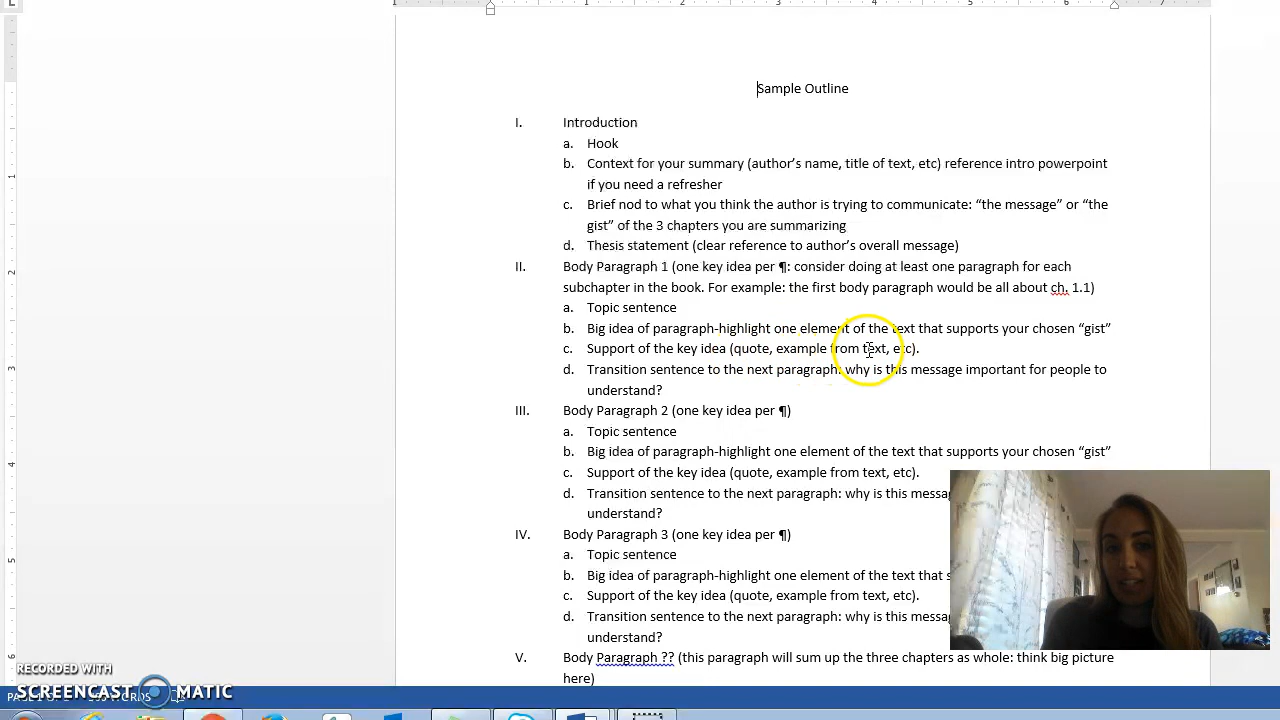 Sample Outline
I. Introduction
a. Hook
b. Context for your summary (author’s name, title of text, etc) reference intro powerpoint
if you need a refresher
c. Brief nod to what you think the author is trying to communicate: “the message” or “the
gist” of the 3 chapters you are summarizing
d. Thesis statement (clear reference to author’s overall message)
II. Body Paragraph 1 (one key idea per ¶: consider doing at least one paragraph for each
subchapter in the book. For example: the first body paragraph would be all about ch. 1.1)
a. Topic sentence
b. Big idea of paragraph-highlight one element of the text that supports your chosen “gist”
c. Support of the key idea (quote, example from text, etc).
d. Transition sentence to the next paragraph: why is this message important for people to
understand?
III. Body Paragraph 2 (one key idea per ¶)
a. Topic sentence
b. Big idea of paragraph-highlight one element of the text that supports your chosen “gist”
c. Support of the key idea (quote, example from text, etc).
d. Transition sentence to the next paragraph: why is this messa
understand?
IV. Body Paragraph 3 (one key idea per ¶)
a. Topic sentence
b. Big idea of paragraph-highlight one element of the text that s
c. Support of the key idea (quote, example from text, etc).
d. Transition sentence to the next paragraph: why is this messa
understand?
V. Body Paragraph ?? (this paragraph will sum up the three chapters as whole: think big picture
here)
RECORDED WITH
SCREENCAST MATIC